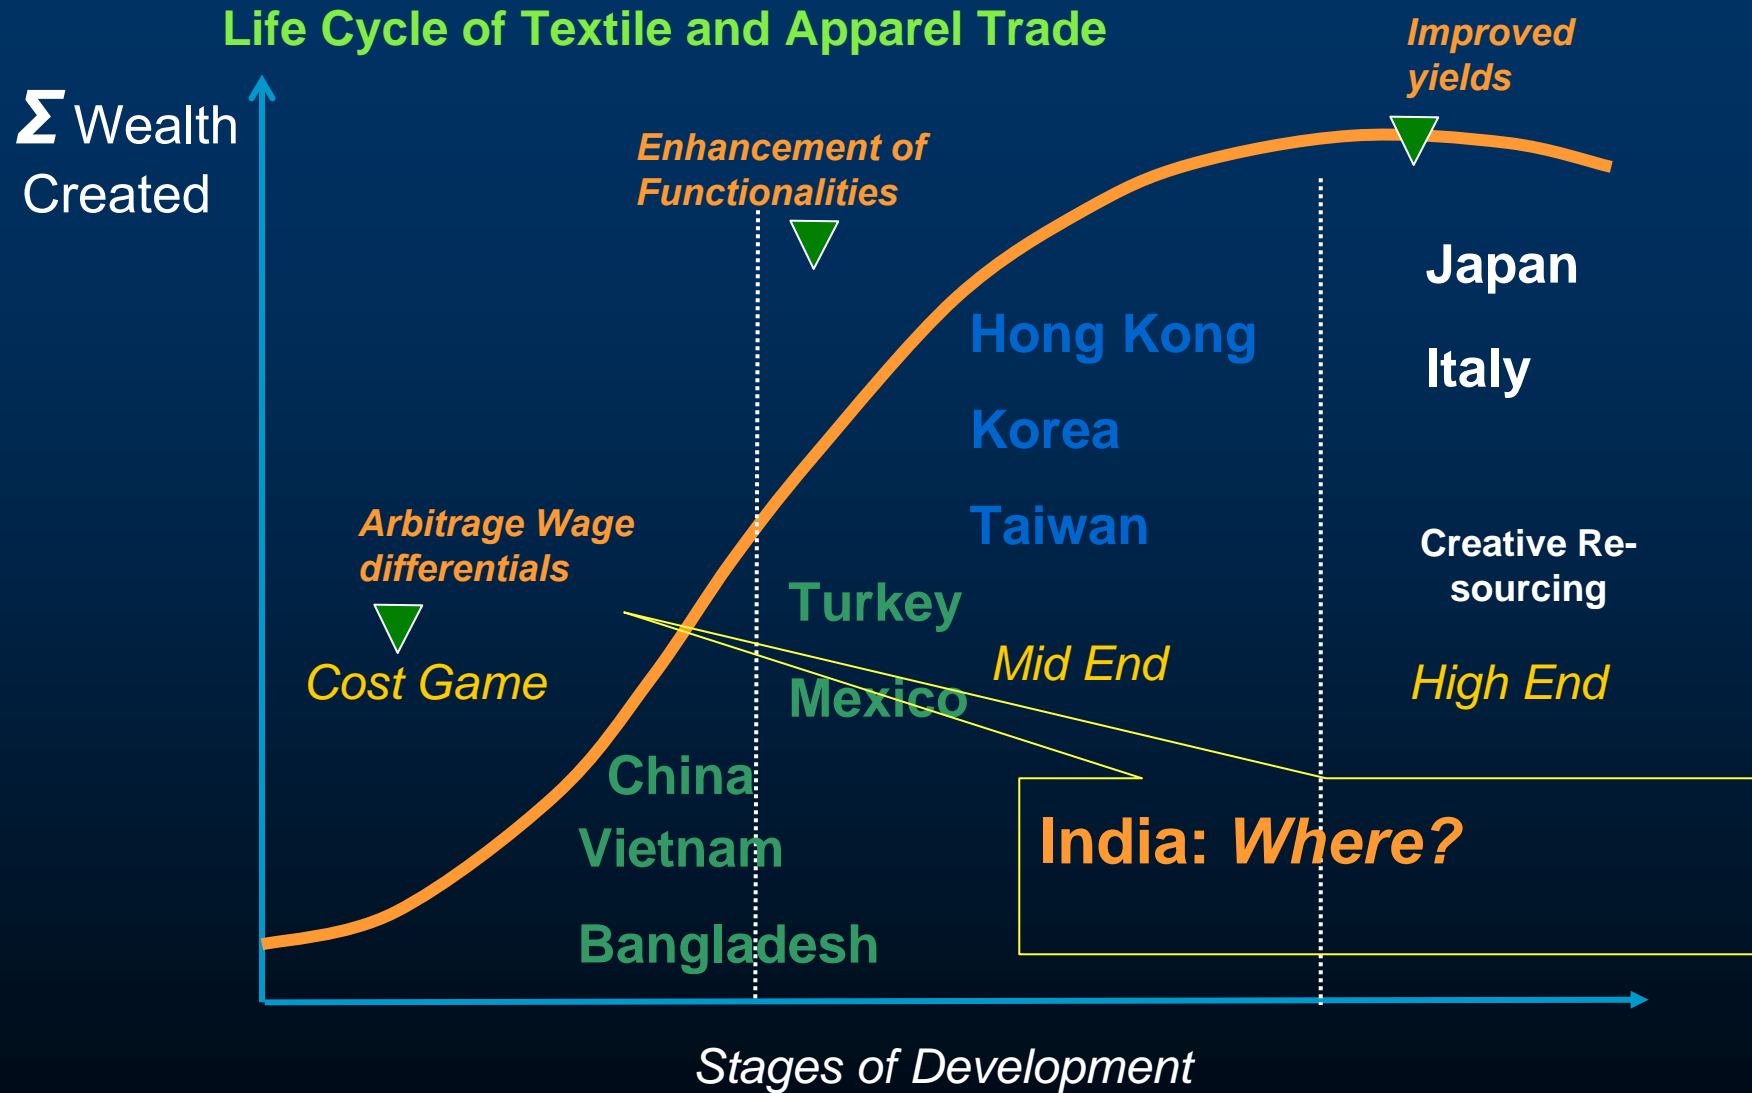 Life Cycle of Textile and Apparel Trade
Σ Wealth
Created
Improved
yields
Enhancement of
Functionalities
Japan
Hong Kong
Italy
Korea
Arbitrage Wage
differentials
Taiwan
Creative Re-
sourcing
Turkey
Cost Game
Mid End
High End
Mexico
China
Vietnam
India: Where?
Bangladesh
Stages of Development